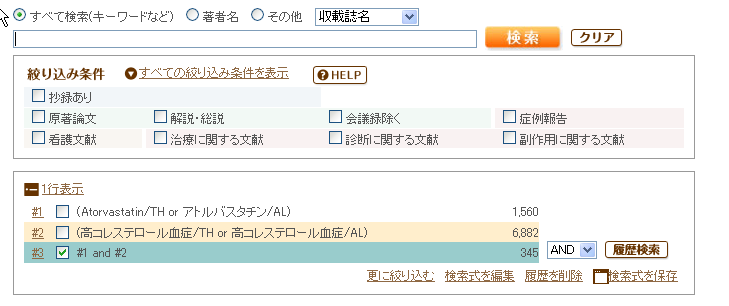 すべて検索(キーワードなど) 著者名 その他 収載誌名
検索 クリア
絞り込み条件 すべての絞り込み条件を表示 ?HELP
抄録あり
原著論文 解説・総説 会議録除く 症例報告
看護文献 治療に関する文献 診断に関する文献 副作用に関する文献
1行表示
#1 (Atorvastatin/TH or アトルバスタチン/AL) 1,560
#2 (高コレステロール血症/TH or 高コレステロール血症/AL) 6,882
#3 #1 and #2 345 AND 履歴検索
更に絞り込む 検索式を編集 履歴を削除 検索式を保存